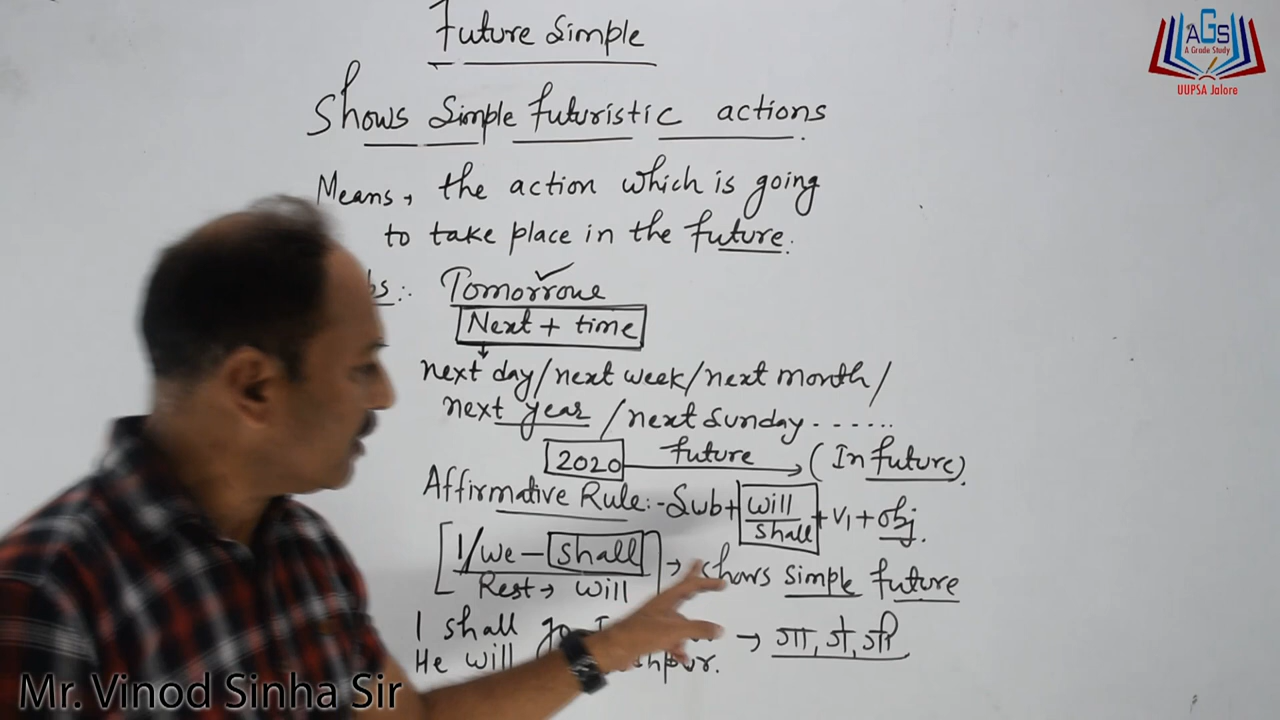 Future Simple
Shows Simple futuristic actions.
Means, the action which is going
to take place in the future.
Tomorrowe
Next + time
next day/next week/next month/
next year /next Sunday ......
2020 future (In future).
Affirmative Rule:- Sub + will/shall + V1 + obj.
I/we - Shall → shows simple future
Rest → will
I shall go → गा, गे, गी
He will
AGS
A Grade Study
UUPSA Jalore
Mr. Vinod Sinha Sir